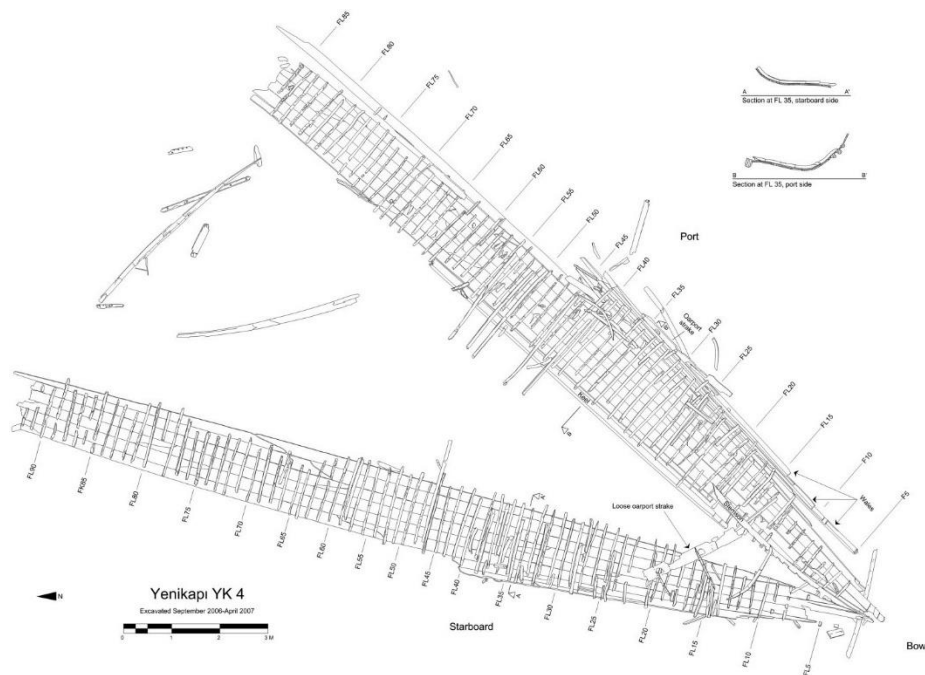 FL85
FL80
FL75
FL70
FL65
FL60
FL55
FL50
FL45
FL40
FL35
FL30
FL25
FL20
FL15
F10
F5
A A'
Section at FL 35, starboard side
B B'
Section at FL 35, port side
Port
Oarport
strake
B'
Keel
B
Wales
Loose oarport strake
Bow
FL90
FK85
FL80
FL75
FL70
FL65
FL60
FL55
FL50
FL45
FL40
FL35
FL30
FL25
FL20
FL15
FL10
FL5
A'
A
Starboard
N
Yenikapı YK 4
Excavated September 2006-April 2007
0 1 2 3 M